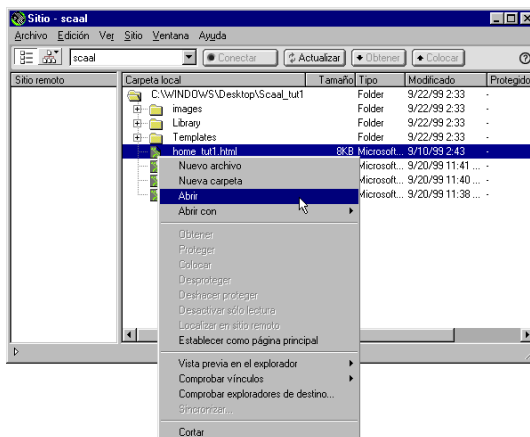 Sitio - scaal
Archivo Edición Ver Sitio Ventana Ayuda
scaal Conectar Actualizar Obtener Colocar
Sitio remoto Carpeta local Tamaño Tipo Modificado Protegido
C:\WINDOWS\Desktop\Scaal_tut1 Folder 9/22/99 2:33 -
images Folder 9/22/99 2:33 -
Library Folder 9/22/99 2:33 -
Templates Folder 9/22/99 2:33 -
home_tut1.html 8KB Microsoft... 9/10/99 2:43 -
Nuevo archivo Microsoft... 9/20/99 11:41 ... -
Nueva carpeta Microsoft... 9/20/99 11:40 ... -
Abrir Microsoft... 9/20/99 11:38 ... -
Abrir con
Obtener
Proteger
Colocar
Desproteger
Deshacer proteger
Desactivar sólo lectura
Localizar en sitio remoto
Establecer como página principal
Vista previa en el explorador
Comprobar vínculos
Comprobar exploradores de destino...
Sincronizar...
Cortar